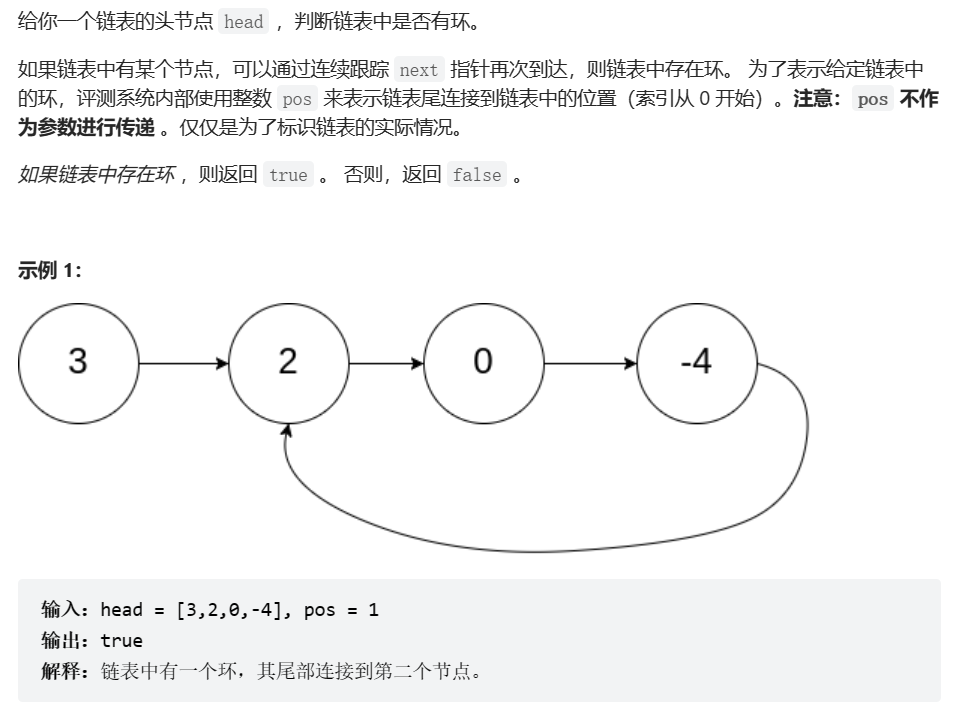 给你一个链表的头节点 head ，判断链表中是否有环。
如果链表中有某个节点，可以通过连续跟踪 next 指针再次到达，则链表中存在环。 为了表示给定链表中
的环，评测系统内部使用整数 pos 来表示链表尾连接到链表中的位置（索引从 0 开始）。注意：pos 不作
为参数进行传递 。仅仅是为了标识链表的实际情况。
如果链表中存在环 ，则返回 true 。 否则，返回 false 。
示例 1：
3 2 0 -4
输入：head = [3,2,0,-4], pos = 1
输出：true
解释：链表中有一个环，其尾部连接到第二个节点。